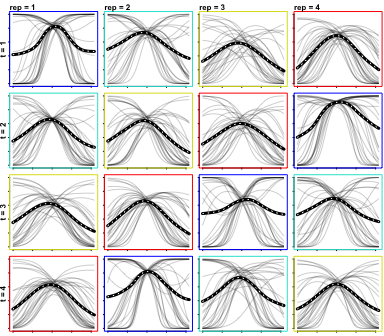 rep = 1
rep = 2
rep = 3
rep = 4
t = 1
t = 2
t = 3
t = 4